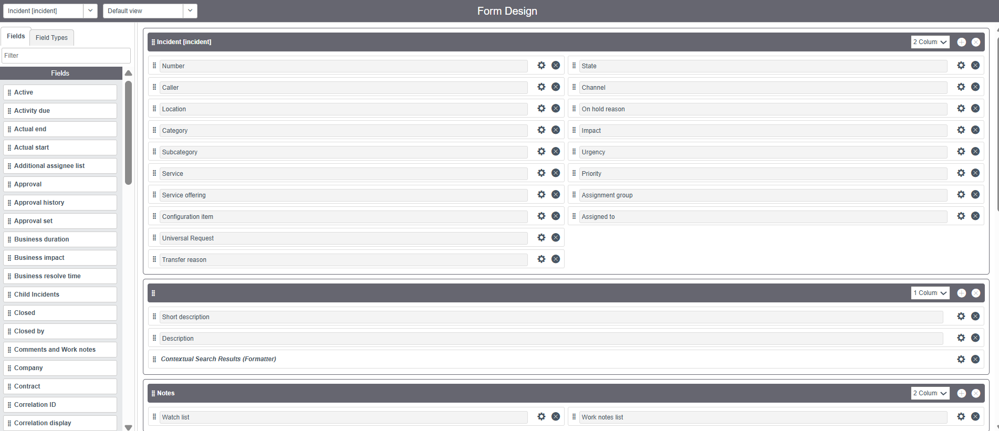 Incident [incident]
Default view
Form Design
Fields
Field Types
Filter
Fields
Active
Activity due
Actual end
Actual start
Additional assignee list
Approval
Approval history
Approval set
Business duration
Business impact
Business resolve time
Child Incidents
Closed
Closed by
Comments and Work notes
Company
Contract
Correlation ID
Correlation display
Incident [incident]
2 Colum
Number
State
Caller
Channel
Location
On hold reason
Category
Impact
Subcategory
Urgency
Service
Priority
Service offering
Assignment group
Configuration item
Assigned to
Universal Request
Transfer reason
1 Colum
Short description
Description
Contextual Search Results (Formatter)
Notes
2 Colum
Watch list
Work notes list